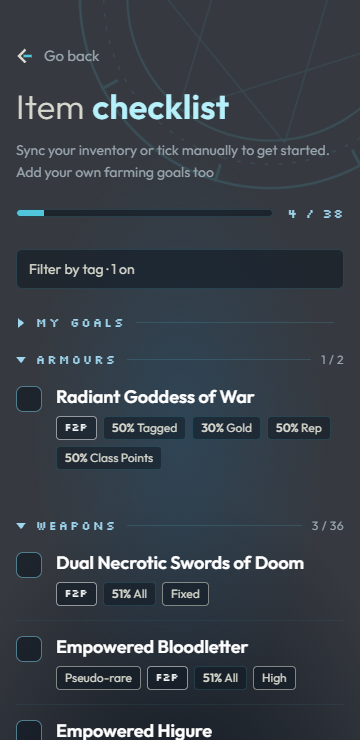 Go back
Item checklist
Sync your inventory or tick manually to get started.
Add your own farming goals too
4 / 38
Filter by tag · 1 on
MY GOALS
ARMOURS 1 / 2
Radiant Goddess of War
F2P 50% Tagged 30% Gold 50% Rep
50% Class Points
WEAPONS 3 / 36
Dual Necrotic Swords of Doom
F2P 51% All Fixed
Empowered Bloodletter
Pseudo-rare F2P 51% All High
Empowered Higure